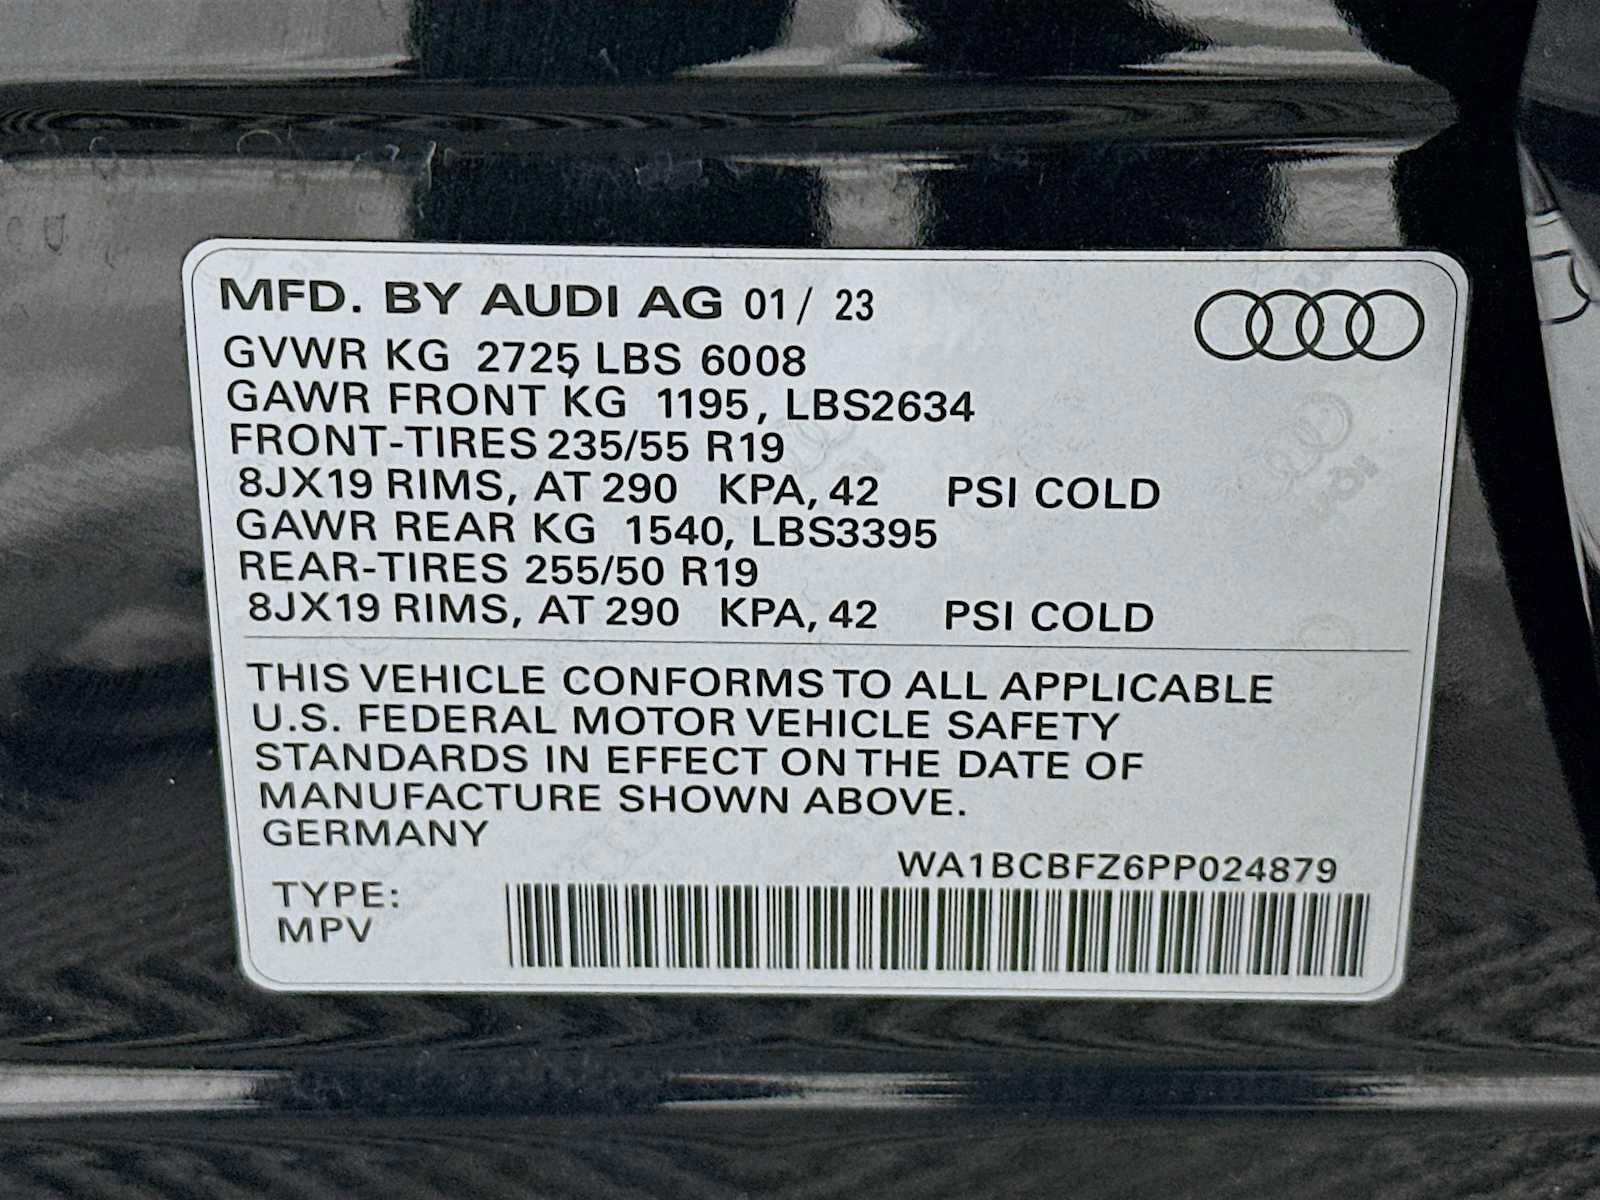 MFD. BY AUDI AG 01/ 23
GVWR KG 2725, LBS 6008
GAWR FRONT KG 1195, LBS2634
FRONT-TIRES 235/55 R19
8JX19 RIMS, AT 290 KPA, 42 PSI COLD
GAWR REAR KG 1540, LBS3395
REAR-TIRES 255/50 R19
8JX19 RIMS, AT 290 KPA, 42 PSI COLD
THIS VEHICLE CONFORMS TO ALL APPLICABLE
U.S. FEDERAL MOTOR VEHICLE SAFETY
STANDARDS IN EFFECT ON THE DATE OF
MANUFACTURE SHOWN ABOVE.
GERMANY
WA1BCBFZ6PP024879
TYPE:
MPV